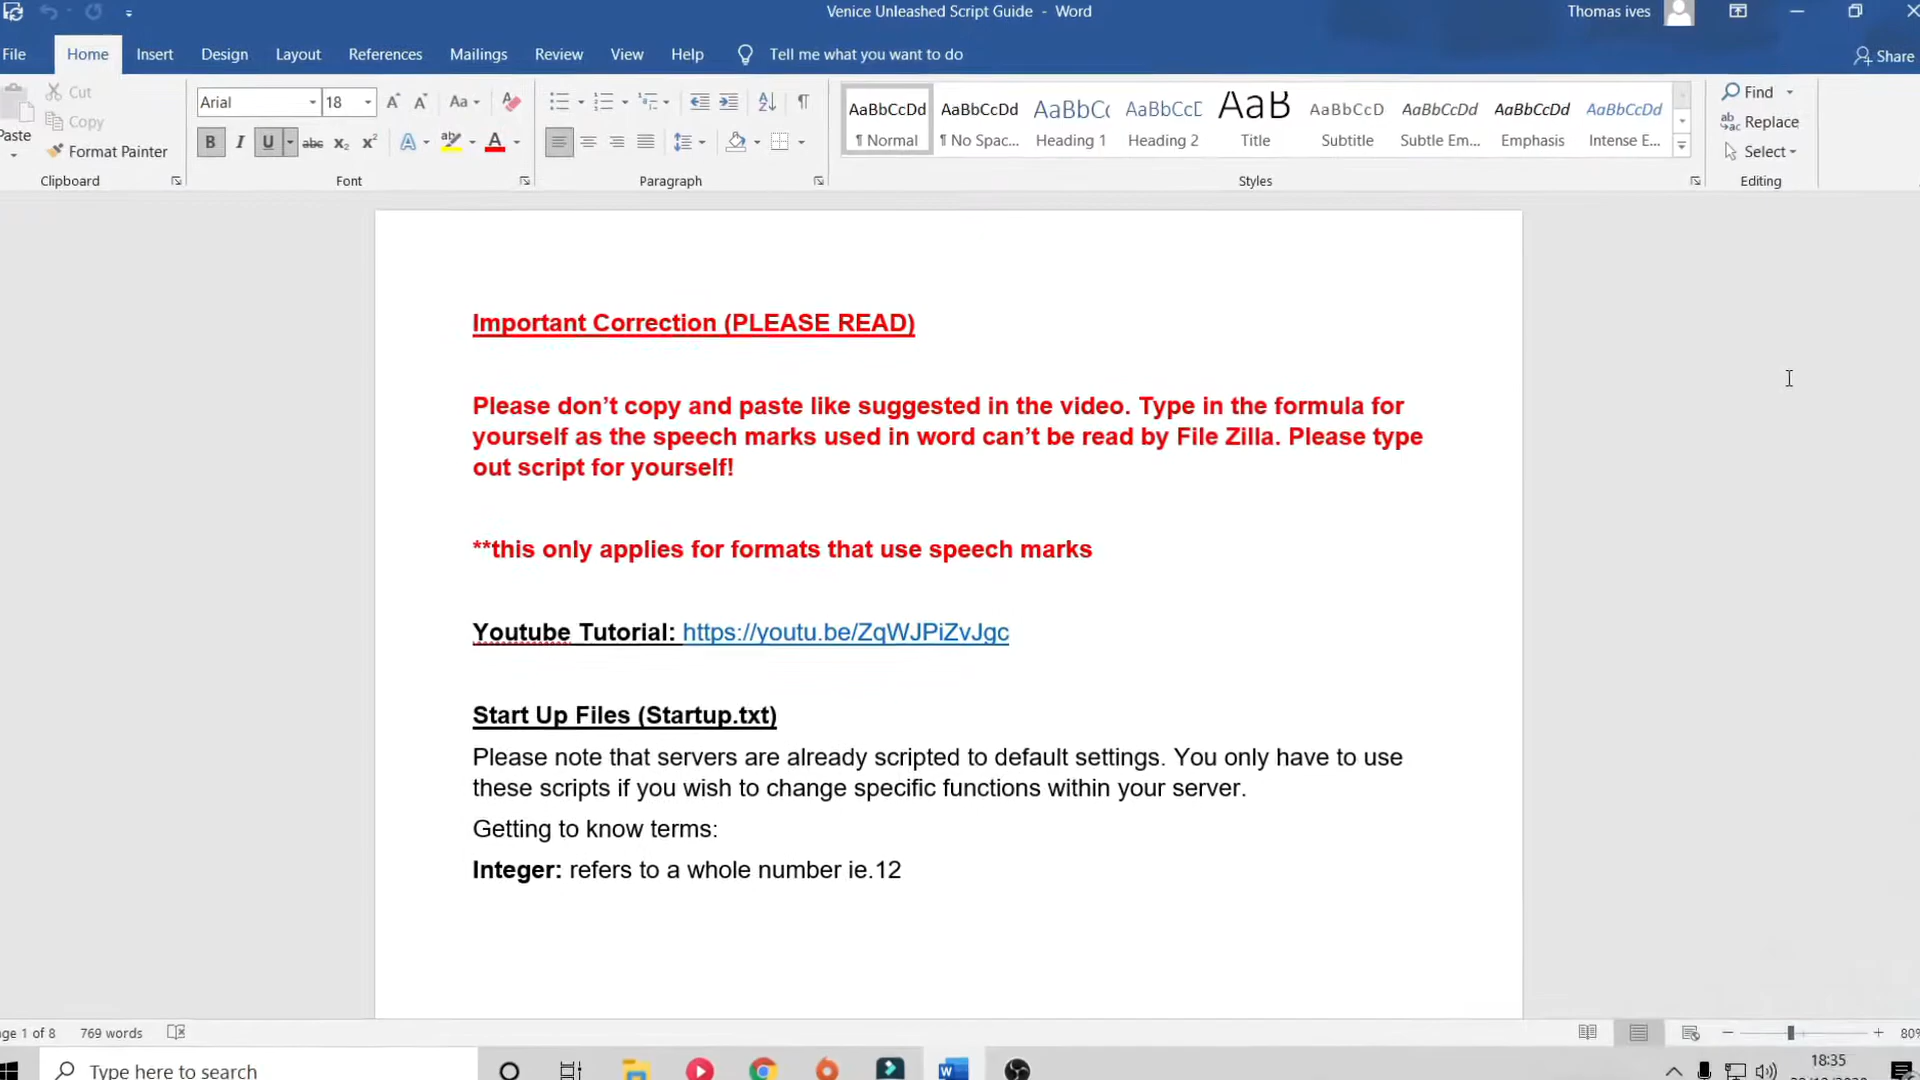 Venice Unleashed Script Guide - Word
Thomas ives
File Home Insert Design Layout References Mailings Review View Help Tell me what you want to do Share
Paste
Cut
Copy
Format Painter
Clipboard
Arial 18
Font
Paragraph
AaBbCcDd AaBbCcDd AaBbCc AaBbCcD AaB AaBbCcD AaBbCcDd AaBbCcDd AaBbCcDd
¶ Normal ¶ No Spac... Heading 1 Heading 2 Title Subtitle Subtle Em... Emphasis Intense E...
Styles
Find
Replace
Select
Editing
Important Correction (PLEASE READ)
Please don’t copy and paste like suggested in the video. Type in the formula for
yourself as the speech marks used in word can’t be read by File Zilla. Please type
out script for yourself!
**this only applies for formats that use speech marks
Youtube Tutorial: https://youtu.be/ZqWJPiZvJgc
Start Up Files (Startup.txt)
Please note that servers are already scripted to default settings. You only have to use
these scripts if you wish to change specific functions within your server.
Getting to know terms:
Integer: refers to a whole number ie.12
age 1 of 8 769 words
80%
Type here to search
18:35